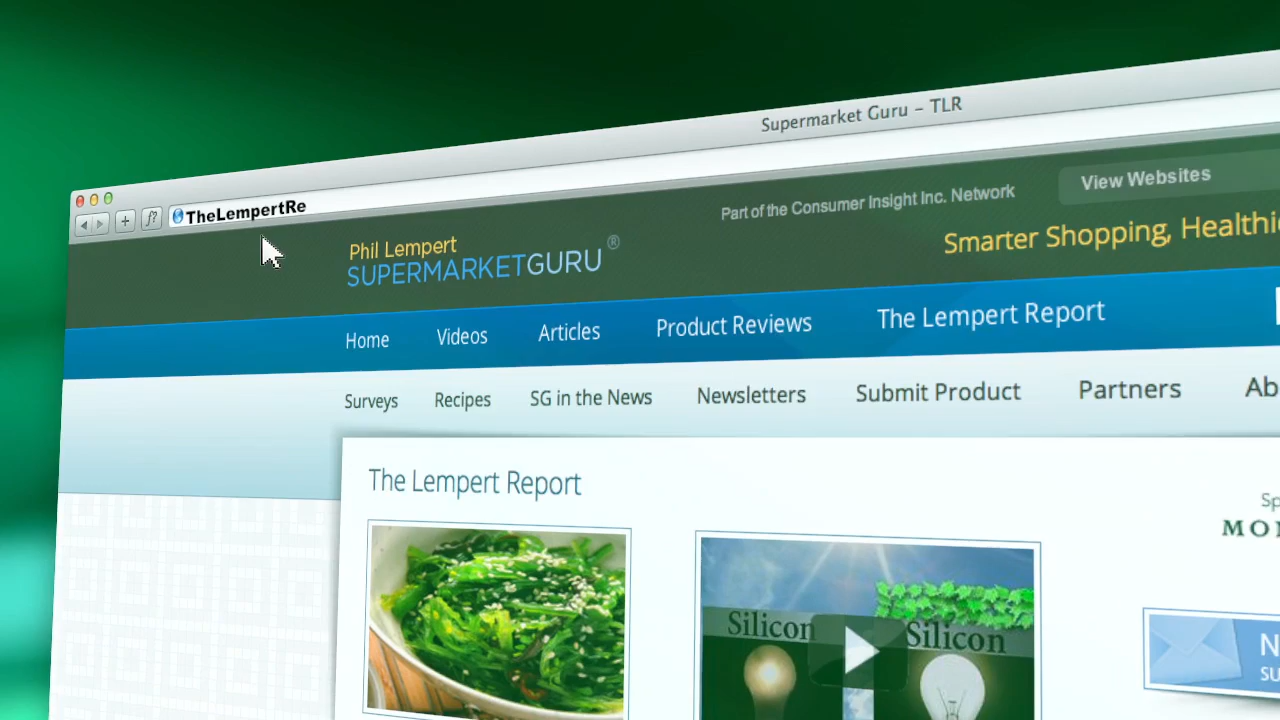 Supermarket Guru – TLR
TheLempertRe
Part of the Consumer Insight Inc. Network
View Websites
Phil Lempert
SUPERMARKETGURU®
Smarter Shopping,
Home Videos Articles Product Reviews The Lempert Report
Surveys Recipes SG in the News Newsletters Submit Product Partners
The Lempert Report
Silicon Silicon